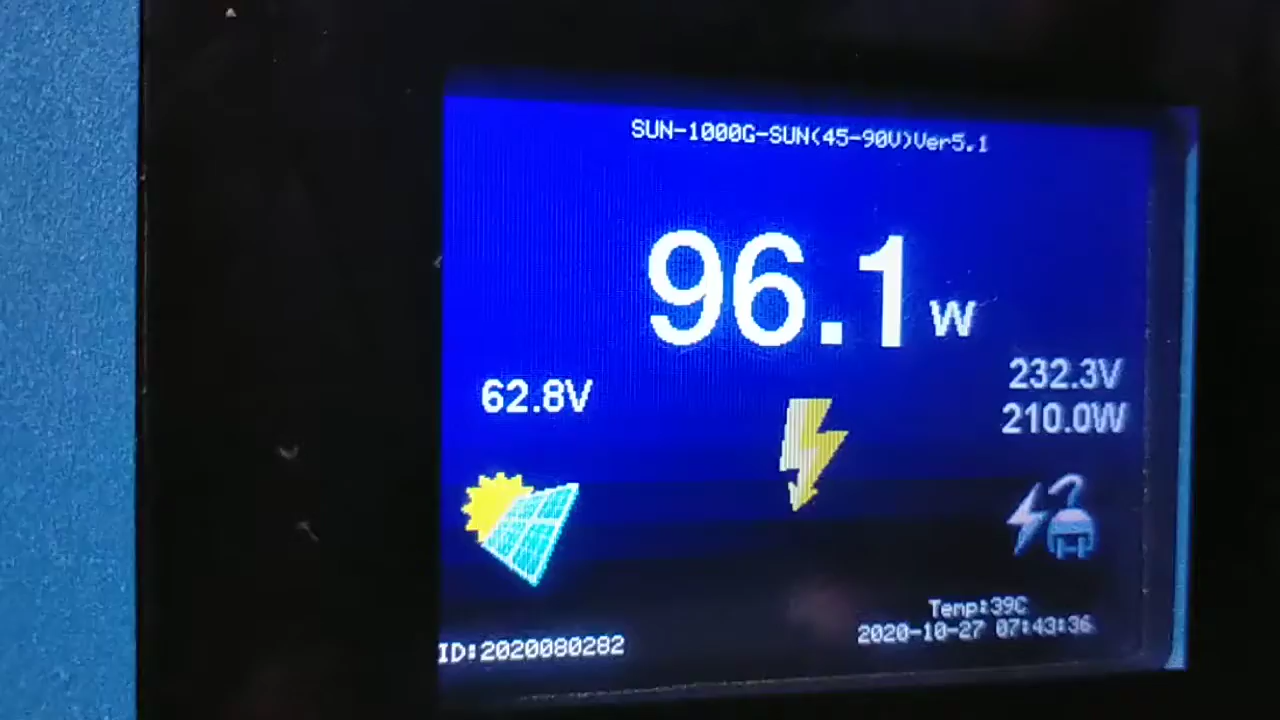 SUN-1000G-SUN(45-90V)Ver5.1
96.1 W
62.8V
232.3V
210.0W
Temp:39C
2020-10-27 07:43:36
ID:2020080282